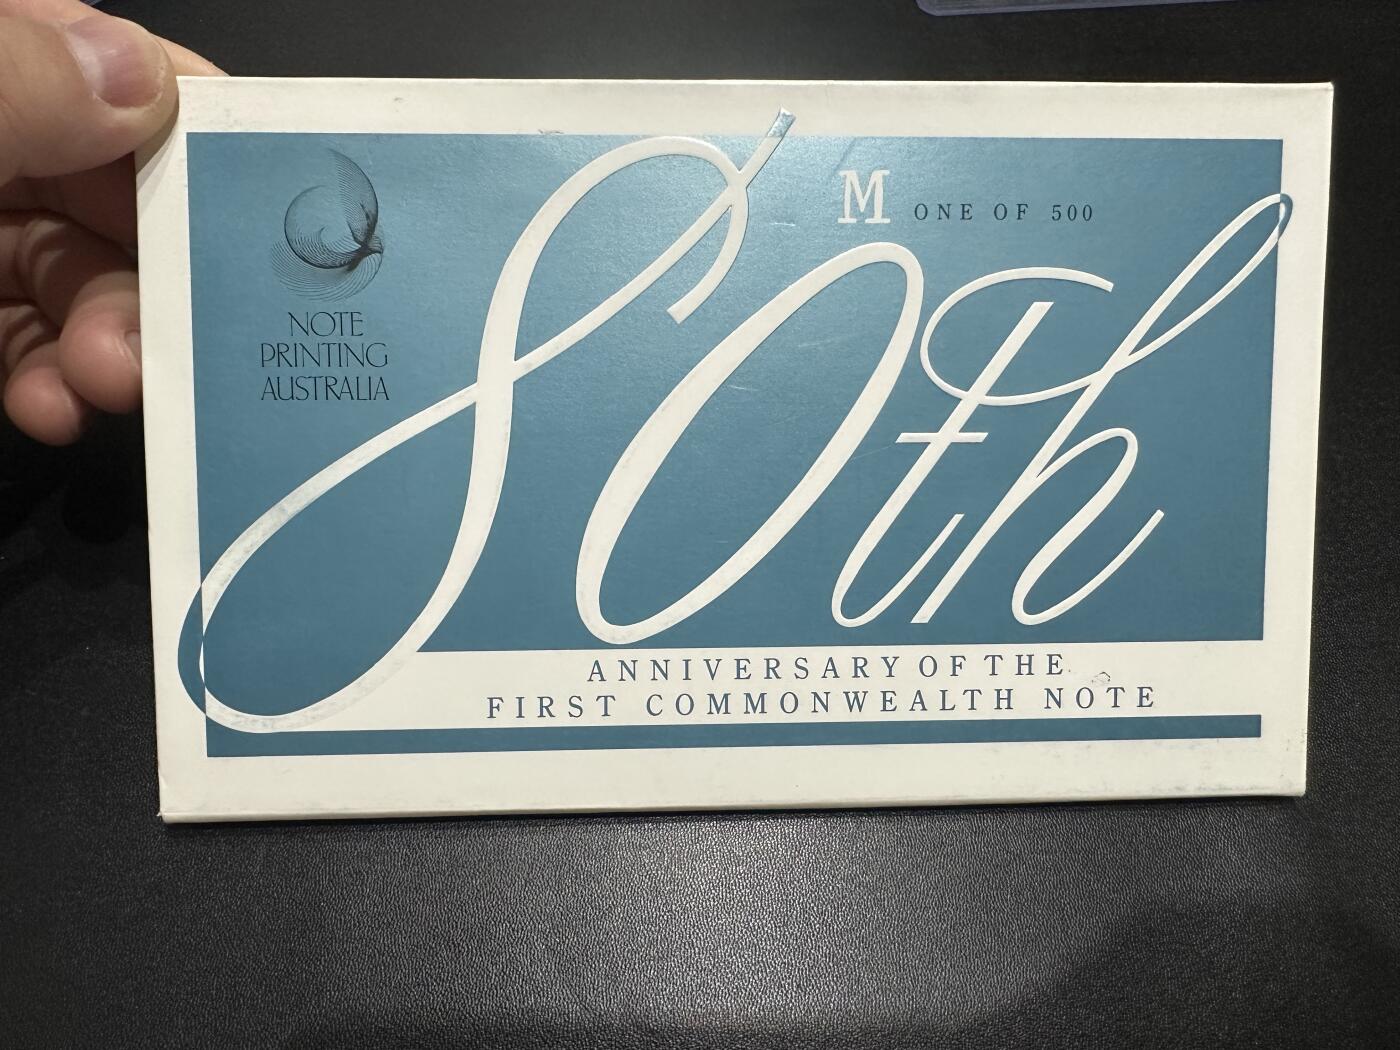 M ONE OF 500
NOTE
PRINTING
AUSTRALIA
80th
ANNIVERSARY OF THE
FIRST COMMONWEALTH NOTE